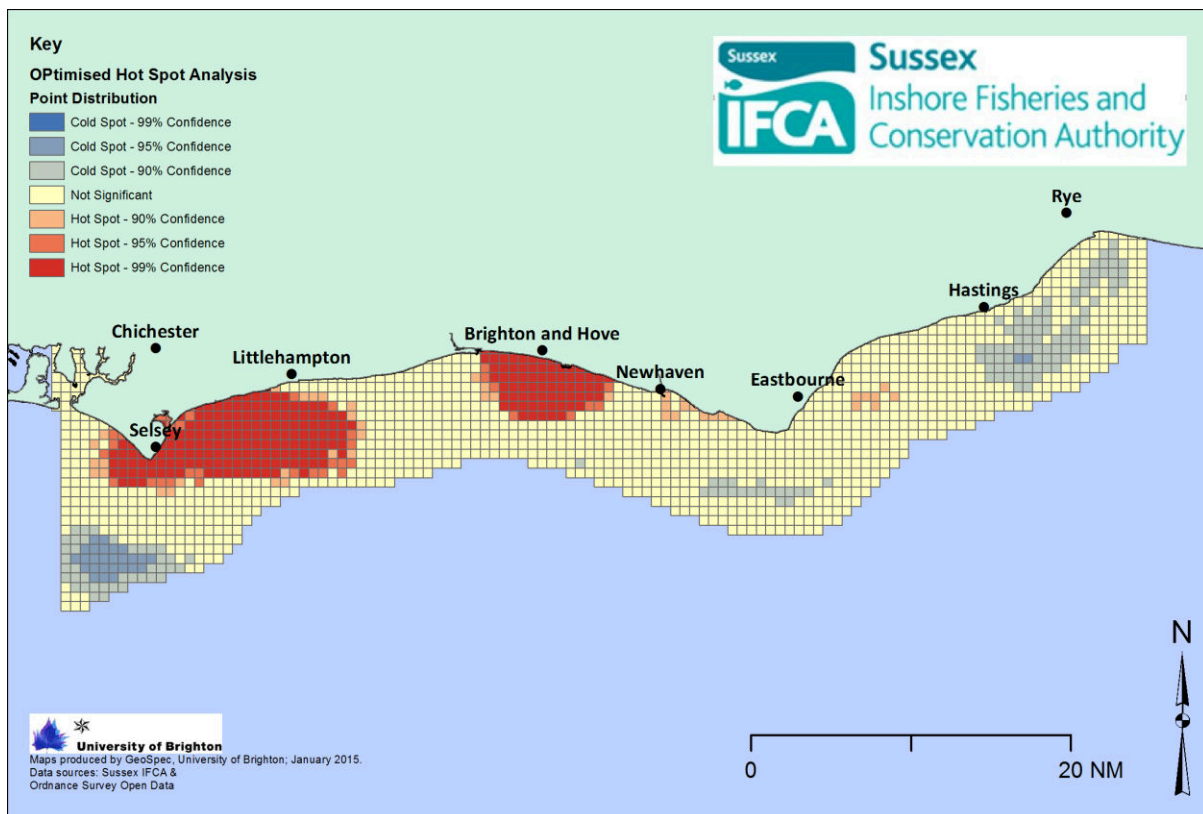 Key
OPtimised Hot Spot Analysis
Point Distribution
Cold Spot - 99% Confidence
Cold Spot - 95% Confidence
Cold Spot - 90% Confidence
Not Significant
Hot Spot - 90% Confidence
Hot Spot - 95% Confidence
Hot Spot - 99% Confidence
Sussex
IFCA
Sussex
Inshore Fisheries and
Conservation Authority
Rye
Hastings
Chichester
Littlehampton
Brighton and Hove
Newhaven
Eastbourne
Selsey
N
0
20 NM
University of Brighton
Maps produced by GeoSpec, University of Brighton; January 2015.
Data sources: Sussex IFCA &
Ordnance Survey Open Data